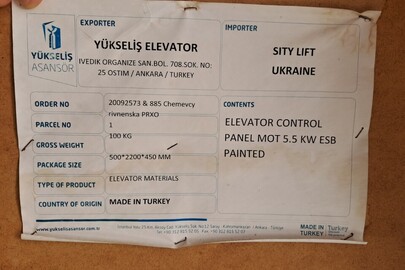 YÜKSELİŞ
ASANSÖR
EXPORTER
YÜKSELİŞ ELEVATOR
IVEDIK ORGANIZE SAN.BOL. 708.SOK. NO:
25 OSTIM / ANKARA / TURKEY
IMPORTER
SITY LIFT
UKRAINE
ORDER NO
20092573 & 885 Chemevcy
rivnenska PRXO
PARCEL NO
1
GROSS WEIGHT
100 KG
PACKAGE SIZE
500*2200*450 MM
TYPE OF PRODUCT
ELEVATOR MATERIALS
COUNTRY OF ORIGIN
MADE IN TURKEY
CONTENTS
ELEVATOR CONTROL
PANEL MOT 5.5 KW ESB
PAINTED
www.yukselisasansor.com.tr
MADE IN
TURKEY